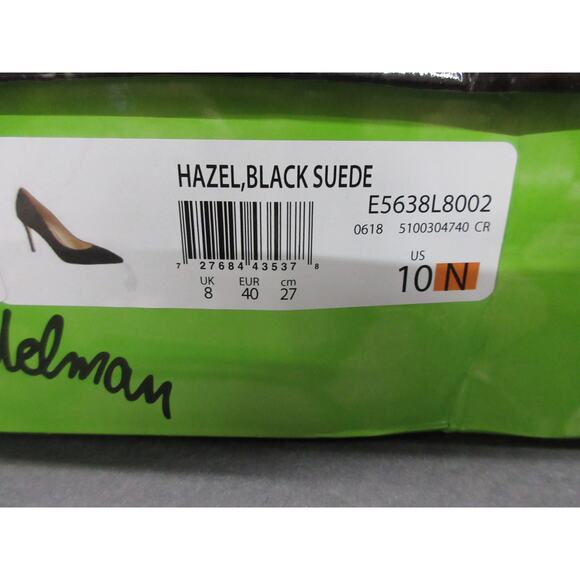 HAZEL,BLACK SUEDE
E5638L8002
0618 5100304740 CR
7 27684 43537 8
UK EUR cm
8 40 27
US
10 N
delman